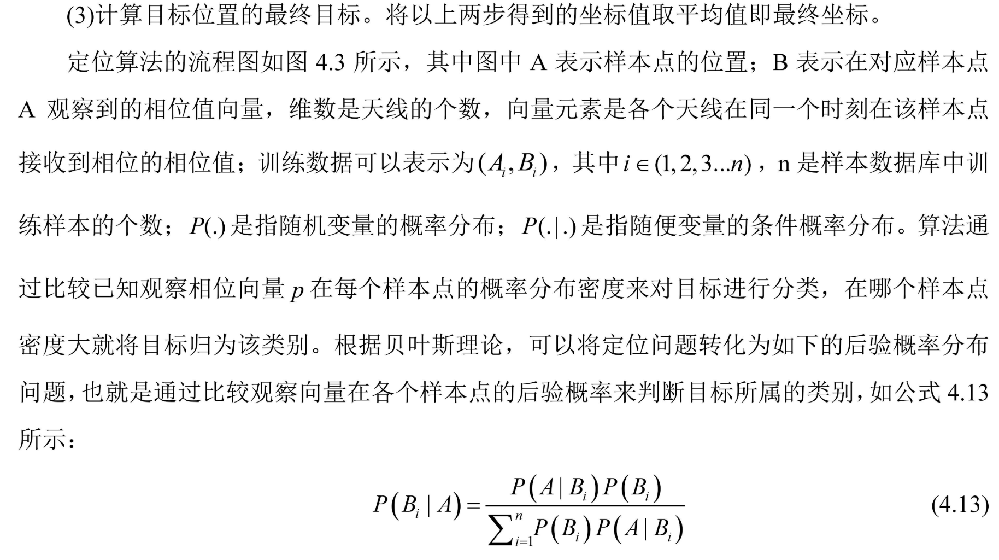 (3)计算目标位置的最终目标。将以上两步得到的坐标值取平均值即最终坐标。
定位算法的流程图如图 4.3 所示，其中图中 A 表示样本点的位置；B 表示在对应样本点
A 观察到的相位值向量，维数是天线的个数，向量元素是各个天线在同一个时刻在该样本点
接收到相位的相位值；训练数据可以表示为$(A_i, B_i)$，其中$i \in (1,2,3...n)$，n 是样本数据库中训
练样本的个数；$P(.)$是指随机变量的概率分布；$P(.|.)$是指随便变量的条件概率分布。算法通
过比较已知观察相位向量 $p$ 在每个样本点的概率分布密度来对目标进行分类，在哪个样本点
密度大就将目标归为该类别。根据贝叶斯理论，可以将定位问题转化为如下的后验概率分布
问题，也就是通过比较观察向量在各个样本点的后验概率来判断目标所属的类别，如公式 4.13
所示：
$P(B_i | A) = \frac{P(A | B_i) P(B_i)}{\sum_{i=1}^{n} P(B_i) P(A | B_i)}$ (4.13)